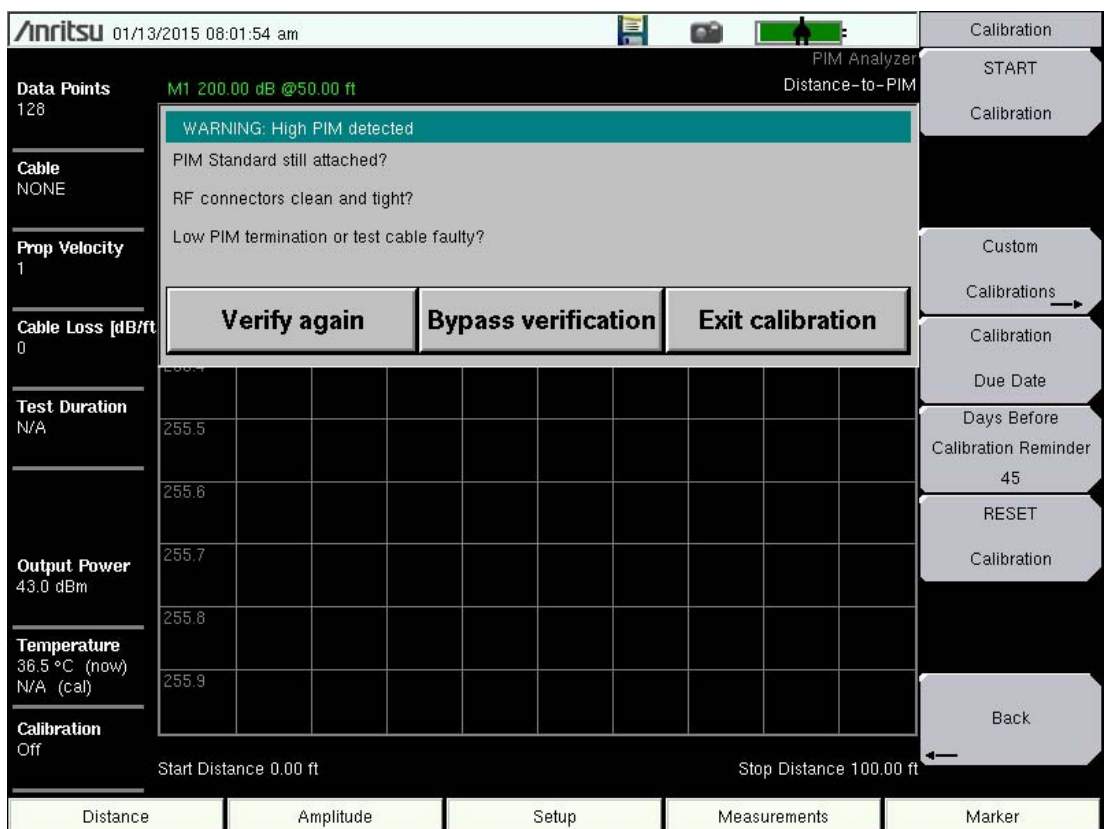 Anritsu 01/13/2015 08:01:54 am
Calibration
PIM Analyzer
Distance-to-PIM
M1 200.00 dB @50.00 ft
Data Points
128
Cable
NONE
Prop Velocity
1
Cable Loss [dB/ft
0
Test Duration
N/A
Output Power
43.0 dBm
Temperature
36.5 °C (now)
N/A (cal)
Calibration
Off
WARNING: High PIM detected
PIM Standard still attached?
RF connectors clean and tight?
Low PIM termination or test cable faulty?
Verify again
Bypass verification
Exit calibration
255.5
255.6
255.7
255.8
255.9
Start Distance 0.00 ft
Stop Distance 100.00 ft
START
Calibration
Custom
Calibrations
Calibration
Due Date
Days Before
Calibration Reminder
45
RESET
Calibration
Back
Distance
Amplitude
Setup
Measurements
Marker